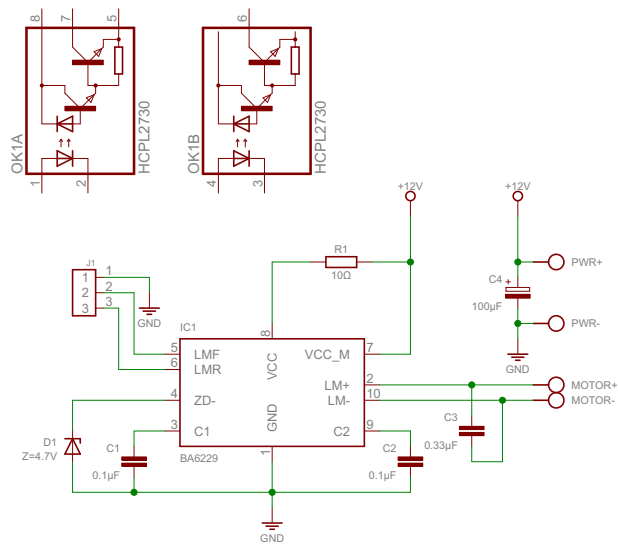 8
7
5
6
OK1A
HCPL2730
OK1B
HCPL2730
1
2
4
3
+12V
+12V
R1
10Ω
PWR+
C4
+
100µF
PWR-
GND
J1
1
2
3
1
2
3
GND
IC1
8
5
LMF
VCC
VCC_M
7
6
LMR
LM+
2
MOTOR+
4
ZD-
LM-
10
MOTOR-
GND
3
C1
C2
9
C3
0.33µF
D1
Z=4.7V
C1
0.1µF
BA6229
1
C2
0.1µF
GND